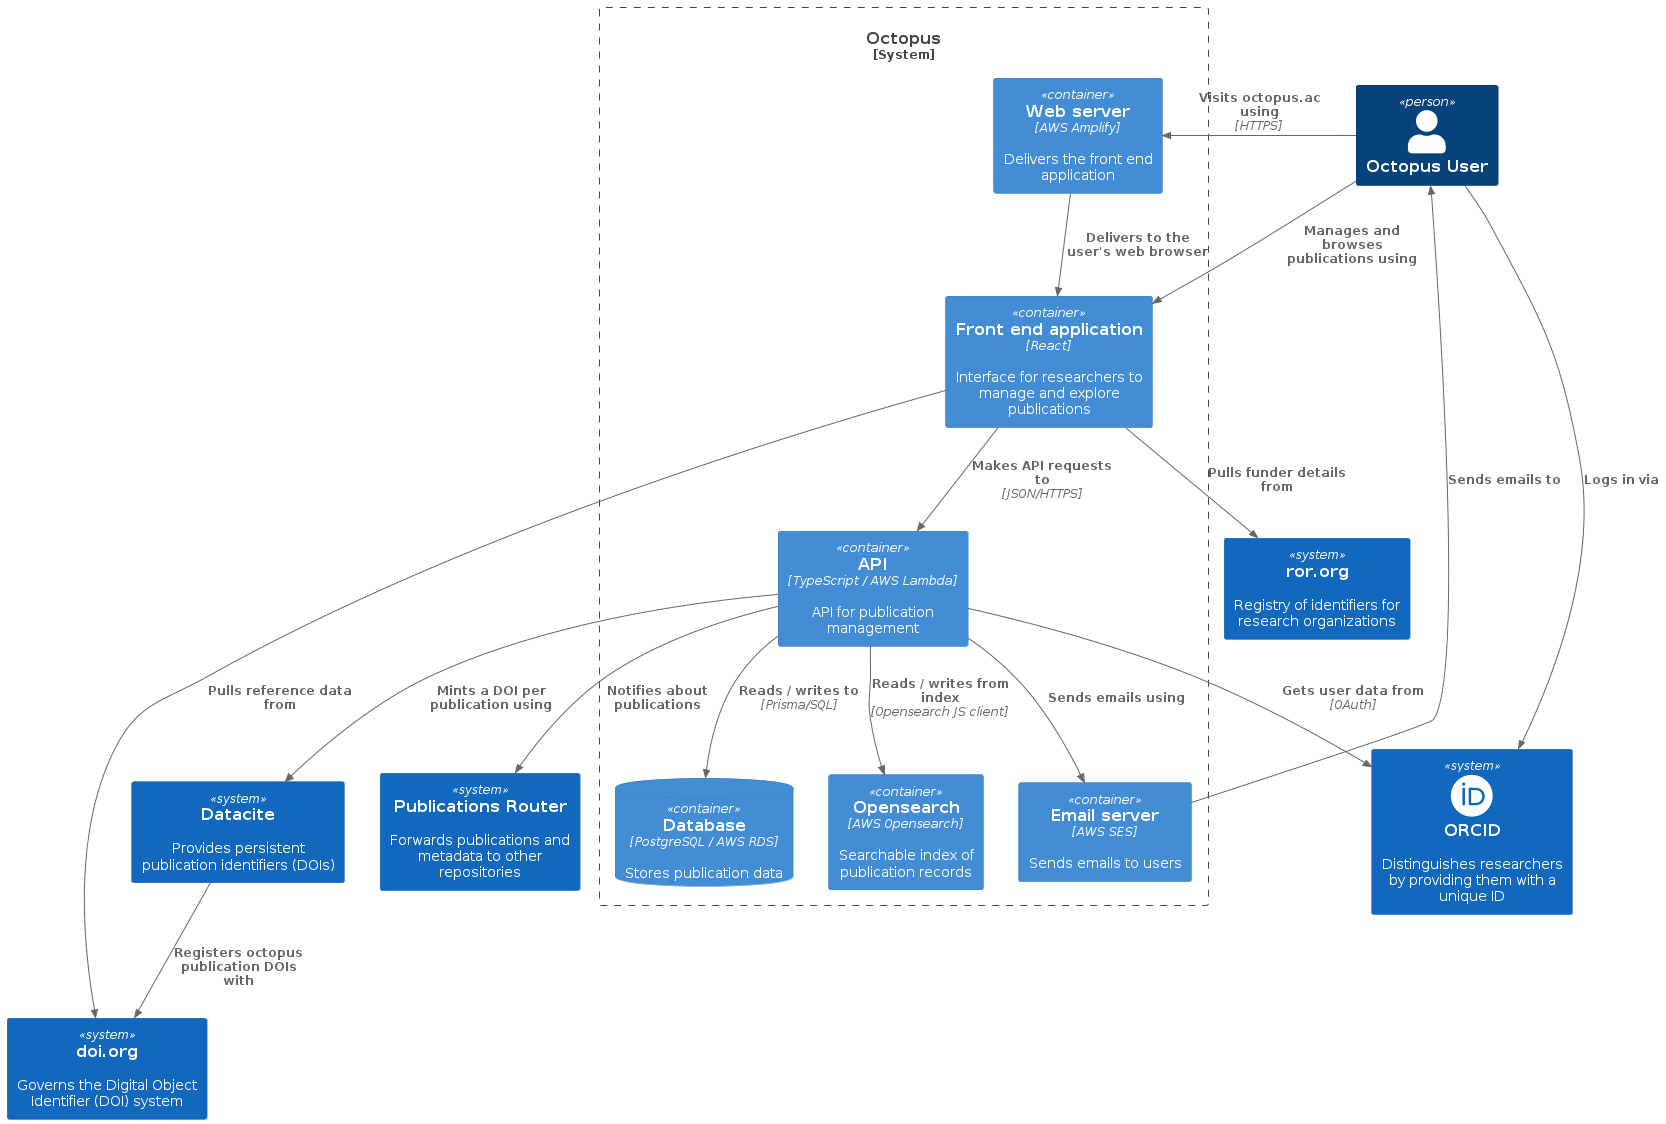 Octopus
[System]
«container»
Web server
[AWS Amplify]
Delivers the front end
application
Visits octopus.ac
using
[HTTPS]
«person»
Octopus User
Delivers to the
user's web browser
Manages and
browses
publications using
«container»
Front end application
[React]
Interface for researchers to
manage and explore
publications
Makes API requests
to
[JSON/HTTPS]
Pulls funder details
from
Sends emails to
Logs in via
«container»
API
[TypeScript / AWS Lambda]
API for publication
management
«system»
ror.org
Registry of identifiers for
research organizations
Pulls reference data
from
Mints a DOI per
publication using
Notifies about
publications
Reads / writes to
[Prisma/SQL]
Reads / writes from
index
[Opensearch JS client]
Sends emails using
Gets user data from
[OAuth]
«system»
Datacite
Provides persistent
publication identifiers (DOIs)
«system»
Publications Router
Forwards publications and
metadata to other
repositories
«container»
Database
[PostgreSQL / AWS RDS]
Stores publication data
«container»
Opensearch
[AWS Opensearch]
Searchable index of
publication records
«container»
Email server
[AWS SES]
Sends emails to users
«system»
iD
ORCID
Distinguishes researchers
by providing them with a
unique ID
Registers octopus
publication DOIs
with
«system»
doi.org
Governs the Digital Object
Identifier (DOI) system